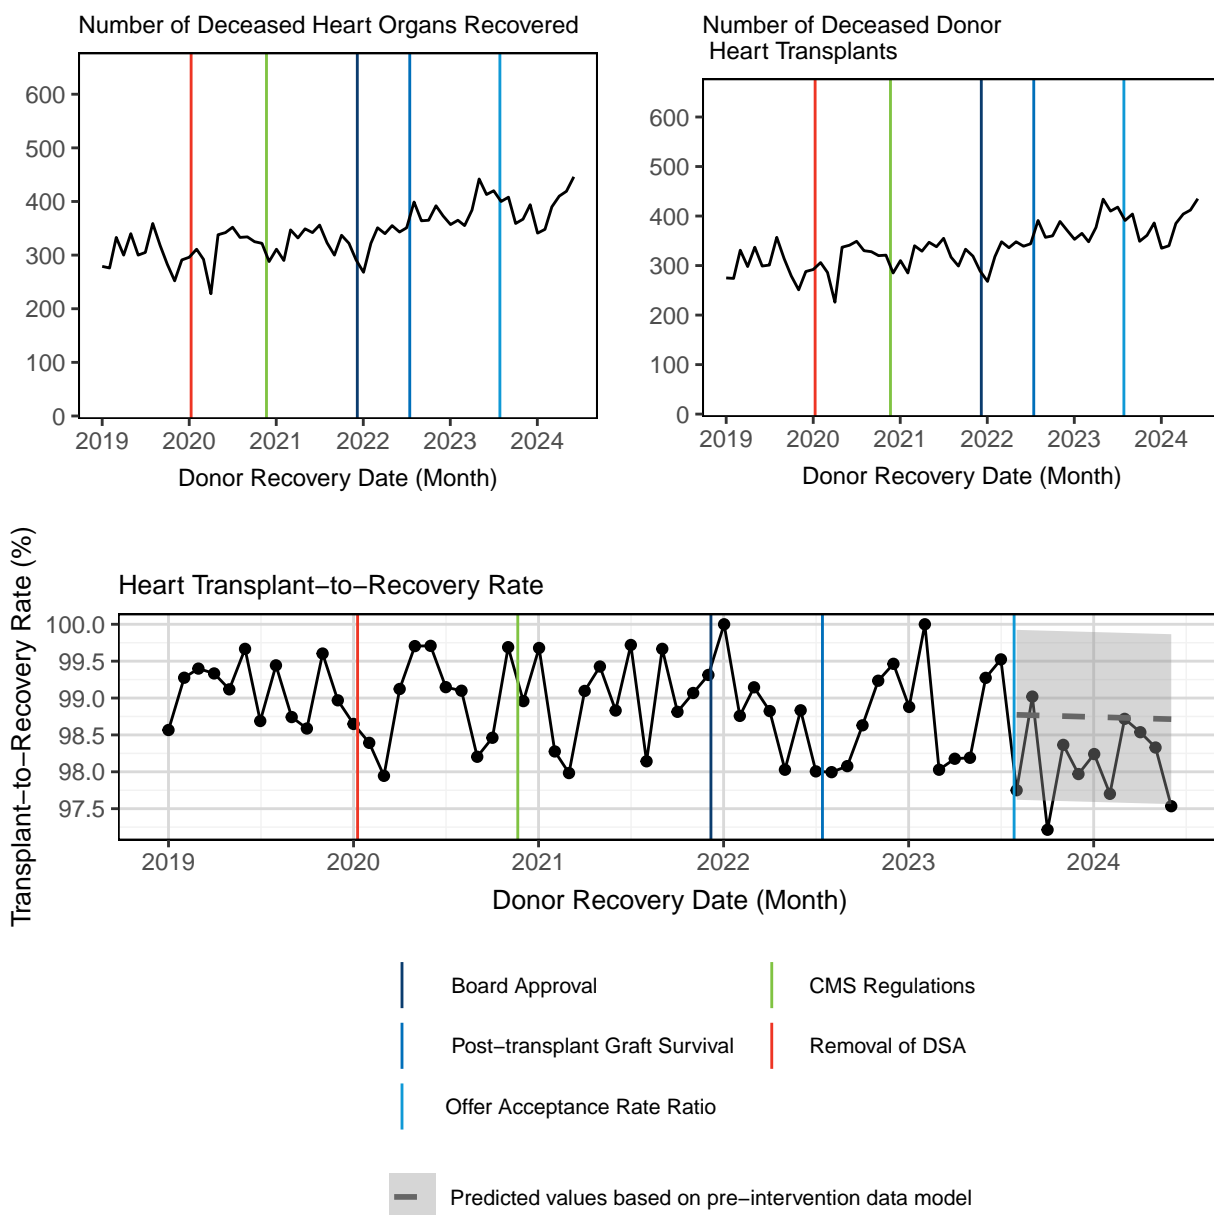 Number of Deceased Heart Organs Recovered
600
500
400
300
200
100
0
2019 2020 2021 2022 2023 2024
Donor Recovery Date (Month)
Number of Deceased Donor
Heart Transplants
600
500
400
300
200
100
0
2019 2020 2021 2022 2023 2024
Donor Recovery Date (Month)
Heart Transplant−to−Recovery Rate
Transplant−to−Recovery Rate (%)
100.0
99.5
99.0
98.5
98.0
97.5
2019 2020 2021 2022 2023 2024
Donor Recovery Date (Month)
Board Approval
CMS Regulations
Post−transplant Graft Survival
Removal of DSA
Offer Acceptance Rate Ratio
Predicted values based on pre−intervention data model